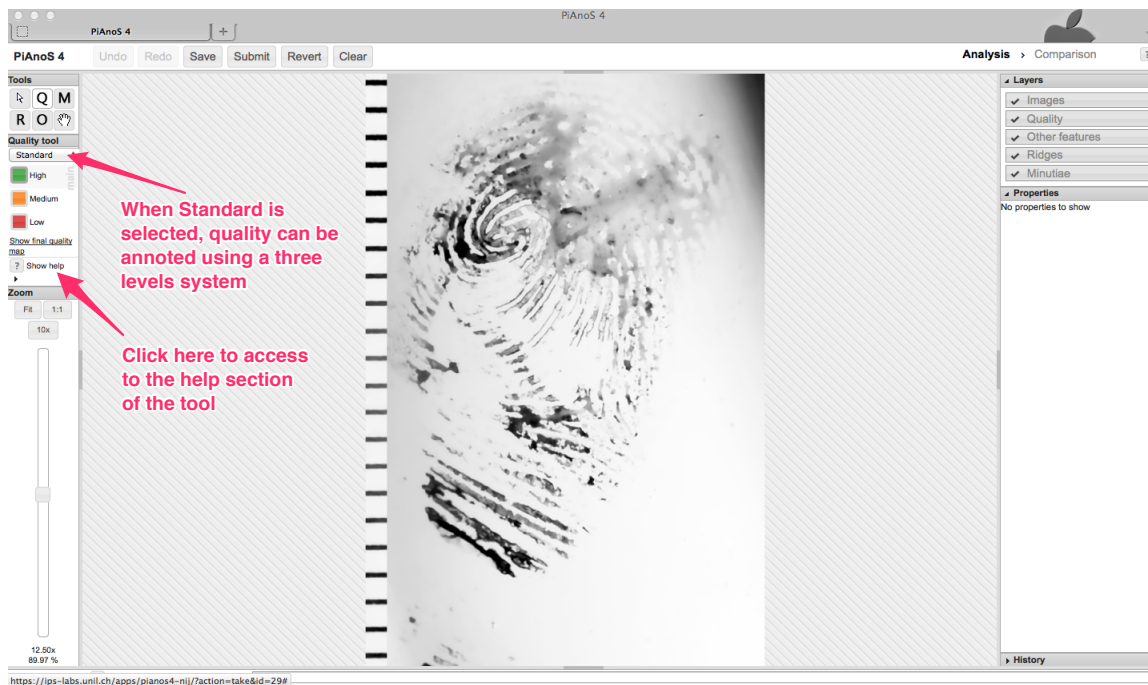 PiAnoS 4
PiAnoS 4
+
PiAnoS 4 Undo Redo Save Submit Revert Clear Analysis › Comparison ?
Tools
Q M
R O
Quality tool
Standard
High
main
Medium
Low
Show final quality
map
? Show help
When Standard is
selected, quality can be
annoted using a three
levels system
Zoom
Fit 1:1
10x
Click here to access
to the help section
of the tool
12.50x
89.97 %
Layers
Images
Quality
Other features
Ridges
Minutiae
Properties
No properties to show
History
https://ips-labs.unil.ch/apps/pianos4-nij/?action=take&id=29#